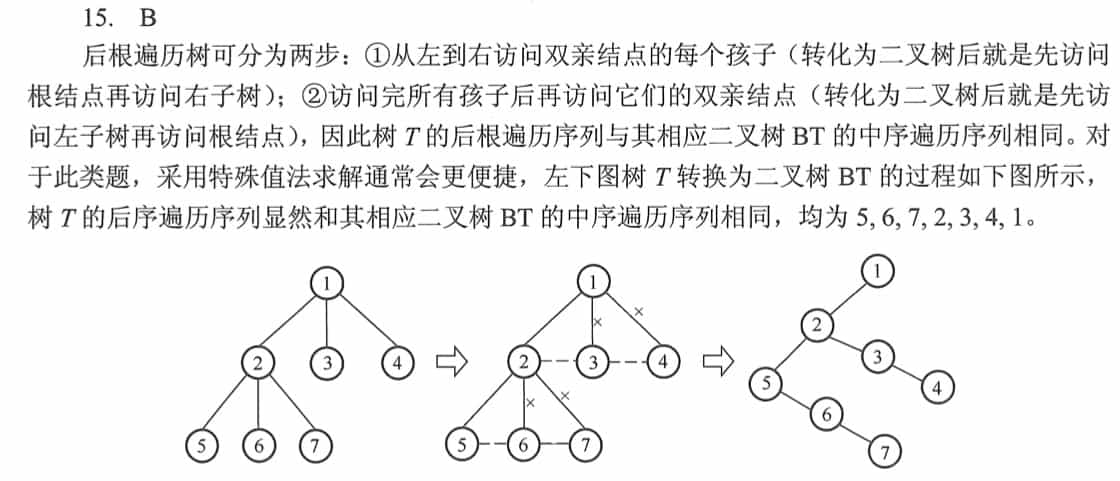 15. B
后根遍历树可分为两步：①从左到右访问双亲结点的每个孩子（转化为二叉树后就是先访问
根结点再访问右子树）；②访问完所有孩子后再访问它们的双亲结点（转化为二叉树后就是先访
问左子树再访问根结点），因此树 T 的后根遍历序列与其相应二叉树 BT 的中序遍历序列相同。对
于此类题，采用特殊值法求解通常会更便捷，左下图树 T 转换为二叉树 BT 的过程如下图所示，
树 T 的后序遍历序列显然和其相应二叉树 BT 的中序遍历序列相同，均为 5, 6, 7, 2, 3, 4, 1。
1
2 3 4
5 6 7
1
× ×
2 3 4
× ×
5 6 7
1
2
3
5 4
6
7